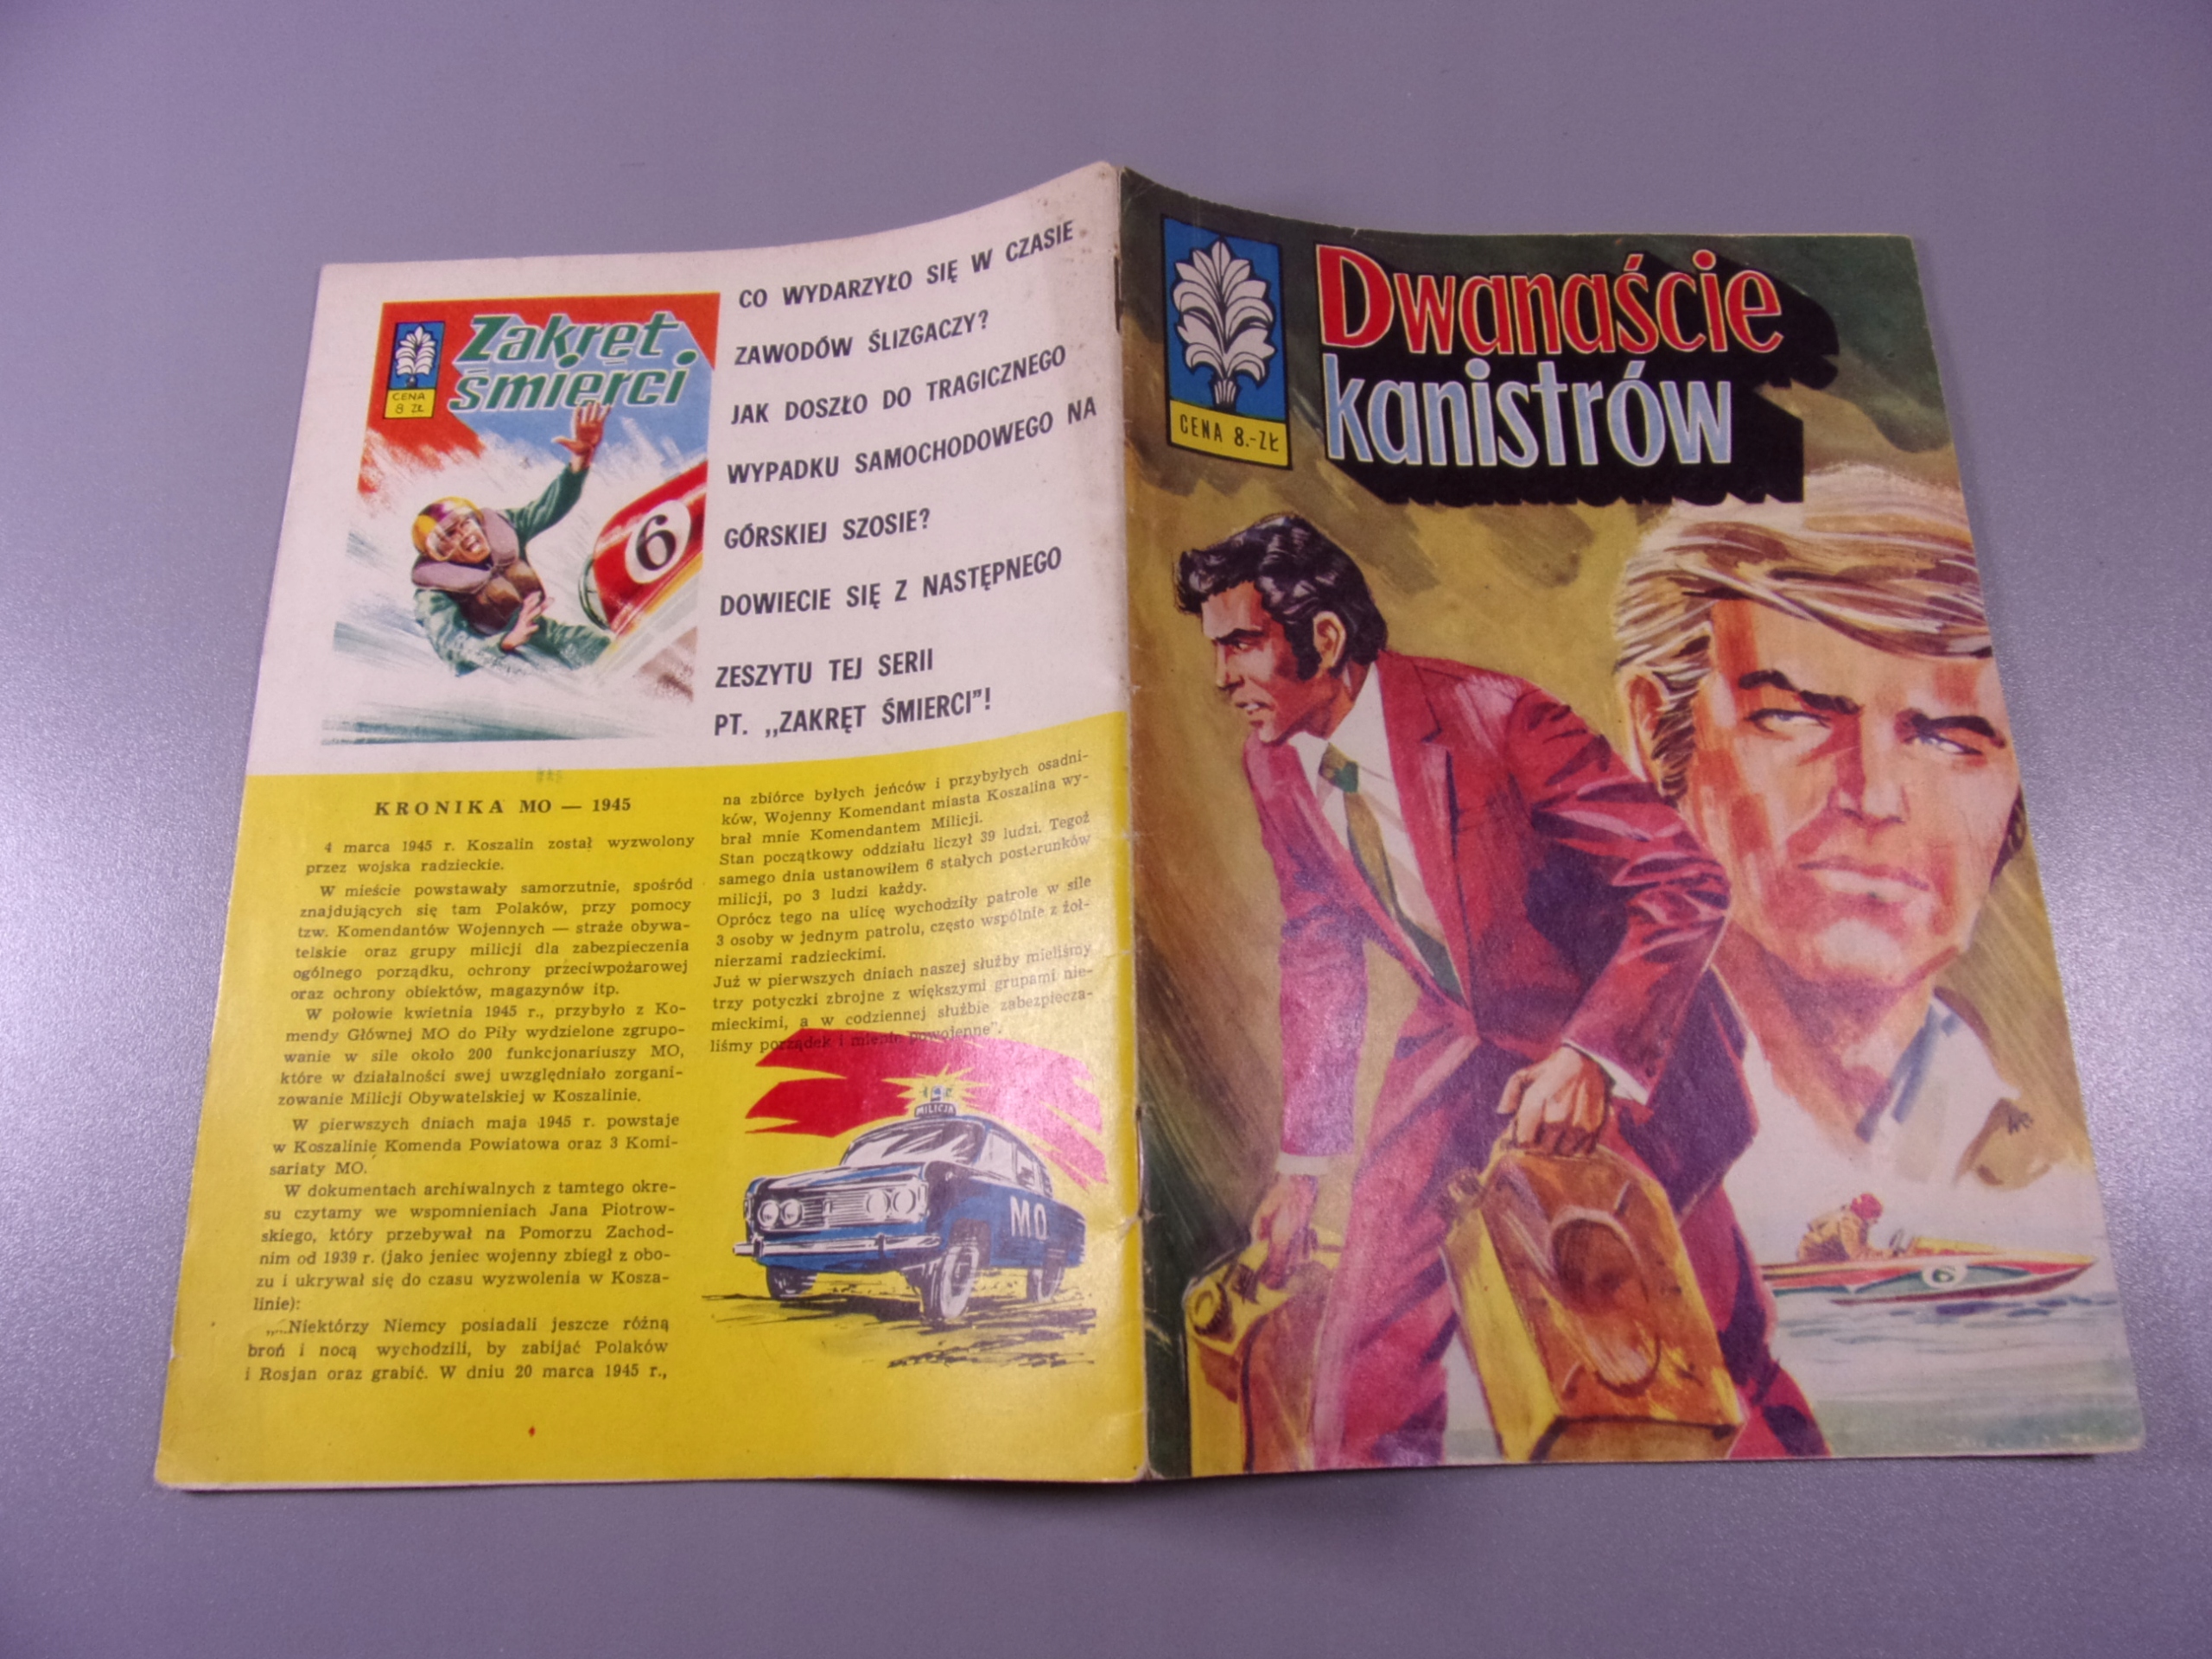 Zakręt
śmierci
CENA
8 ZŁ
6
CO WYDARZYŁO SIĘ W CZASIE
ZAWODÓW ŚLIZGACZY?
JAK DOSZŁO DO TRAGICZNEGO
WYPADKU SAMOCHODOWEGO NA
GÓRSKIEJ SZOSIE?
DOWIECIE SIĘ Z NASTĘPNEGO
ZESZYTU TEJ SERII
PT. „ZAKRĘT ŚMIERCI”!
KRONIKA MO — 1945
4 marca 1945 r. Koszalin został wyzwolony
przez wojska radzieckie.
W mieście powstawały samorzutnie, spośród
znajdujących się tam Polaków, przy pomocy
tzw. Komendantów Wojennych — straże obywa-
telskie oraz grupy milicji dla zabezpieczenia
ogólnego porządku, ochrony przeciwpożarowej
oraz ochrony obiektów, magazynów itp.
W połowie kwietnia 1945 r., przybyło z Ko-
mendy Głównej MO do Piły wydzielone zgrupo-
wanie w sile około 200 funkcjonariuszy MO,
które w działalności swej uwzględniało zorgani-
zowanie Milicji Obywatelskiej w Koszalinie.
W pierwszych dniach maja 1945 r. powstaje
w Koszalinie Komenda Powiatowa oraz 3 Komi-
sariaty MO.
W dokumentach archiwalnych z tamtego okre-
su czytamy we wspomnieniach Jana Piotrow-
skiego, który przebywał na Pomorzu Zachod-
nim od 1939 r. (jako jeniec wojenny zbiegł z obo-
zu i ukrywał się do czasu wyzwolenia w Kosza-
linie):
„...Niektórzy Niemcy posiadali jeszcze różną
broń i nocą wychodzili, by zabijać Polaków
i Rosjan oraz grabić. W dniu 20 marca 1945 r.,
na zbiórce byłych jeńców i przybyłych osadni-
ków, Wojenny Komendant miasta Koszalina wy-
brał mnie Komendantem Milicji.
Stan początkowy oddziału liczył 39 ludzi. Tegoż
samego dnia ustanowiłem 6 stałych posterunków
milicji, po 3 ludzi każdy.
Oprócz tego na ulicę wychodziły patrole w sile
3 osoby w jednym patrolu, często wspólnie z żoł-
nierzami radzieckimi.
Już w pierwszych dniach naszej służby mieliśmy
trzy potyczki zbrojne z większymi grupami nie-
mieckimi, a w codziennej służbie zabezpiecza-
liśmy porządek i mienie powojenne”.
MILICJA
MO
CENA 8.-ZŁ
Dwanaście
kanistrów
6